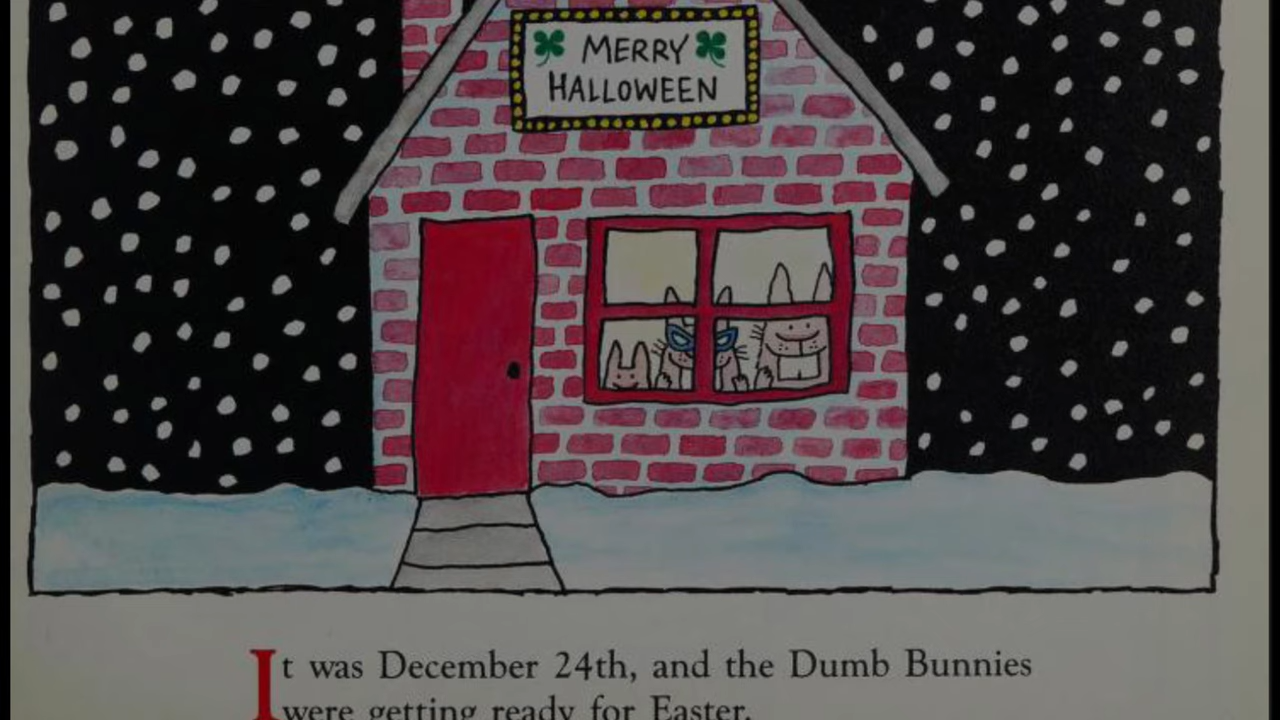 MERRY
HALLOWEEN
It was December 24th, and the Dumb Bunnies
were getting ready for Easter.